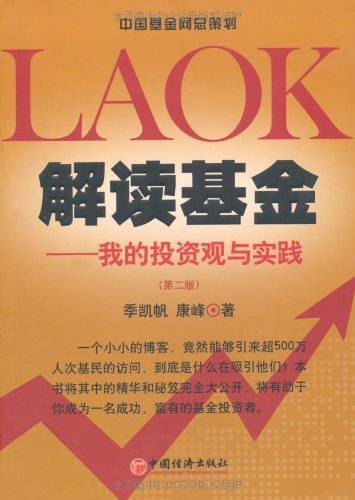 中国基金网总策划
LAOK
解读基金
——我的投资观与实践
(第二版)
季凯帆 康峰◎著
一个小小的博客,竟然能够引来超500万
人次基民的访问,到底是什么在吸引他们?本
书将其中的精华和秘笈完全大公开,将有助于
你成为一名成功、富有的基金投资者。
中国经济出版社